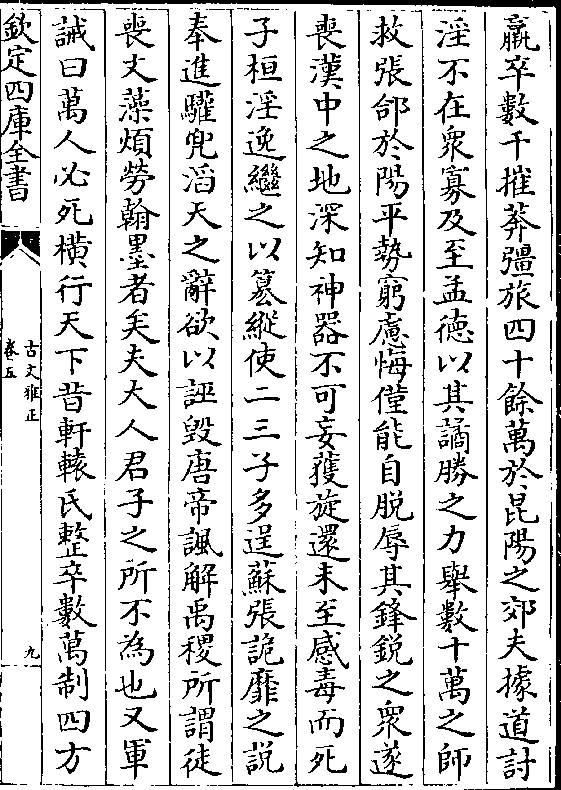 羸卒數千摧莽彊旅四十餘萬於昆陽之郊夫據道討
淫不在衆寡及至孟德以其譎勝之力舉數十萬之師
救張郃於陽平勢窮慮悔僅能自脫辱其鋒銳之衆遂
喪漢中之地深知神器不可妄獲旋還未至感毒而死
子桓淫逸繼之以簒縱使二三子多逞蘇張詭靡之説
奉進驩兜滔天之辭欲以誣毀唐帝諷解禹稷所謂徒
喪文藻煩勞翰墨者矣夫大人君子之所不為也又軍
誡曰萬人必死橫行天下昔軒轅氏整卒數萬制四方
欽定四庫全書
古文雅正
卷五
九